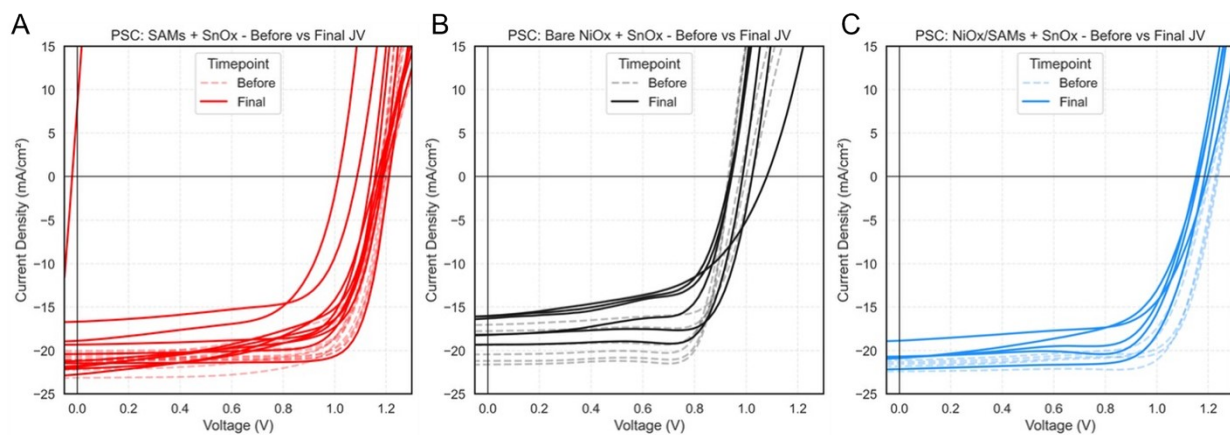 A
PSC: SAMs + SnOx - Before vs Final JV
Timepoint
Before
Final
15
10
5
0
−5
−10
−15
−20
−25
Current Density (mA/cm²)
0.0 0.2 0.4 0.6 0.8 1.0 1.2
Voltage (V)
B
PSC: Bare NiOx + SnOx - Before vs Final JV
Timepoint
Before
Final
15
10
5
0
−5
−10
−15
−20
−25
Current Density (mA/cm²)
0.0 0.2 0.4 0.6 0.8 1.0 1.2
Voltage (V)
C
PSC: NiOx/SAMs + SnOx - Before vs Final JV
Timepoint
Before
Final
15
10
5
0
−5
−10
−15
−20
−25
Current Density (mA/cm²)
0.0 0.2 0.4 0.6 0.8 1.0 1.2
Voltage (V)